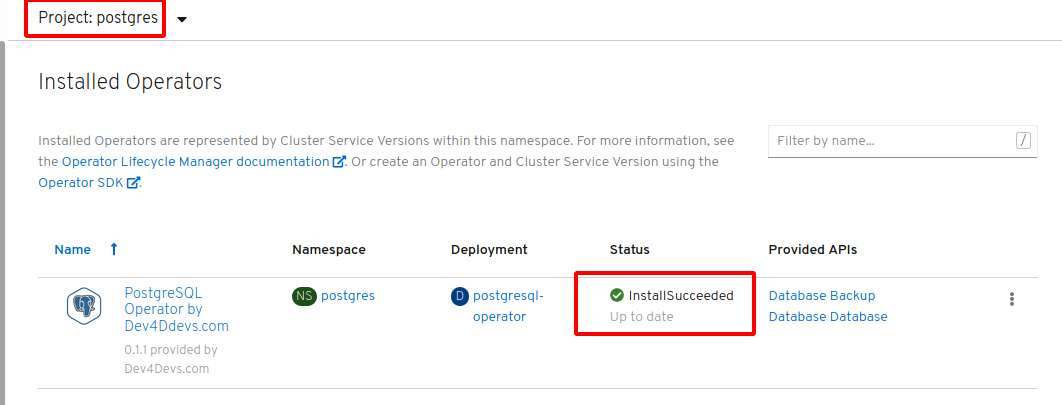 Project: postgres
Installed Operators
Installed Operators are represented by Cluster Service Versions within this namespace. For more information, see
the Operator Lifecycle Manager documentation. Or create an Operator and Cluster Service Version using the
Operator SDK.
Filter by name...
/
Name Namespace Deployment Status Provided APIs
PostgreSQL
Operator by
Dev4Ddevs.com
0.1.1 provided by
Dev4Devs.com
NS postgres
D postgresql-
operator
InstallSucceeded
Up to date
Database Backup
Database Database